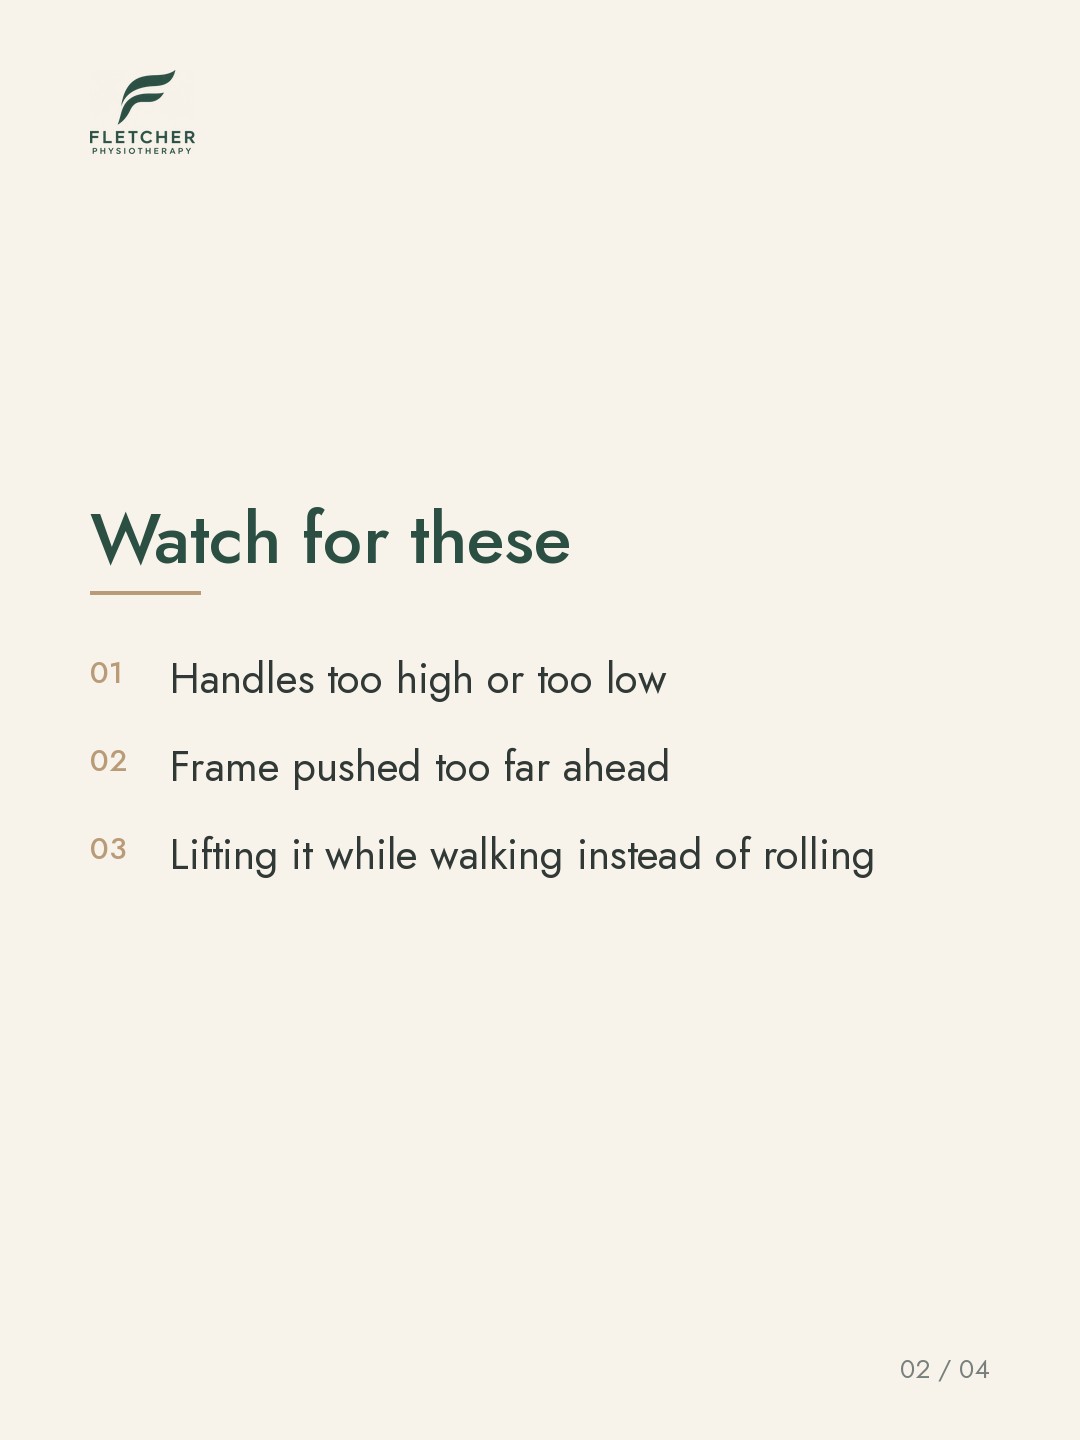 FLETCHER
PHYSIOTHERAPY
Watch for these
01 Handles too high or too low
02 Frame pushed too far ahead
03 Lifting it while walking instead of rolling
02 / 04